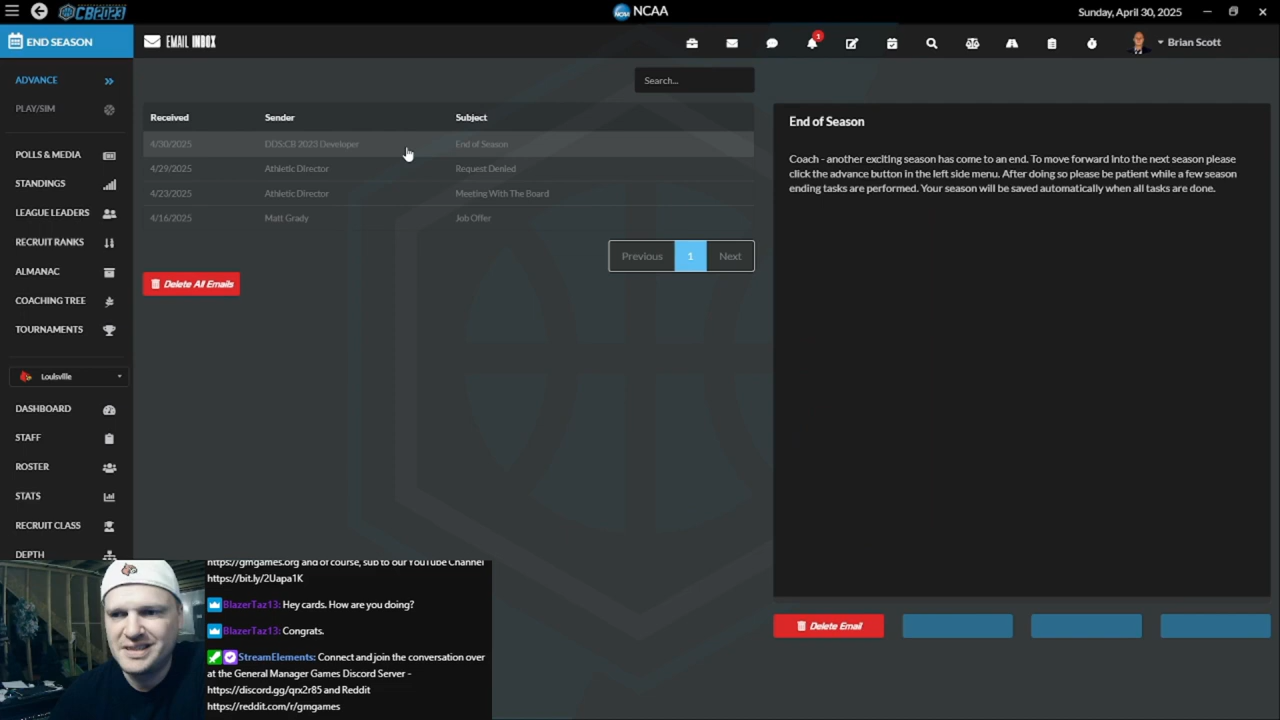 CB2023
NCAA
Sunday, April 30, 2025
END SEASON
EMAIL INBOX
1
Brian Scott
ADVANCE
Search...
PLAY/SIM
Received Sender Subject
4/30/2025 DDS:CB 2023 Developer End of Season
4/29/2025 Athletic Director Request Denied
4/23/2025 Athletic Director Meeting With The Board
4/16/2025 Matt Grady Job Offer
Previous 1 Next
Delete All Emails
End of Season
Coach - another exciting season has come to an end. To move forward into the next season please
click the advance button in the left side menu. After doing so please be patient while a few season
ending tasks are performed. Your season will be saved automatically when all tasks are done.
POLLS & MEDIA
STANDINGS
LEAGUE LEADERS
RECRUIT RANKS
ALMANAC
COACHING TREE
TOURNAMENTS
Louisville
DASHBOARD
STAFF
ROSTER
STATS
RECRUIT CLASS
DEPTH
https://gmgames.org and of course, sub to our YouTube Channel
https://bit.ly/2Uapa1K
BlazerTaz13: Hey cards. How are you doing?
BlazerTaz13: Congrats.
StreamElements: Connect and join the conversation over
at the General Manager Games Discord Server -
https://discord.gg/qrx2r85 and Reddit
https://reddit.com/r/gmgames
Delete Email